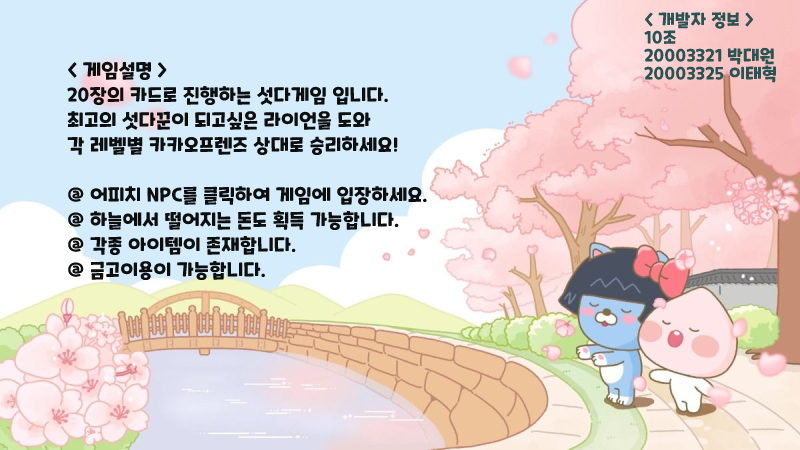 < 게임설명 >
20장의 카드로 진행하는 섯다게임 입니다.
최고의 섯다꾼이 되고싶은 라이언을 도와
각 레벨별 카카오프렌즈 상대로 승리하세요!
@ 어피치 NPC를 클릭하여 게임에 입장하세요.
@ 하늘에서 떨어지는 돈도 획득 가능합니다.
@ 각종 아이템이 존재합니다.
@ 금고이용이 가능합니다.
< 개발자 정보 >
10조
20003321 박대원
20003325 이태혁